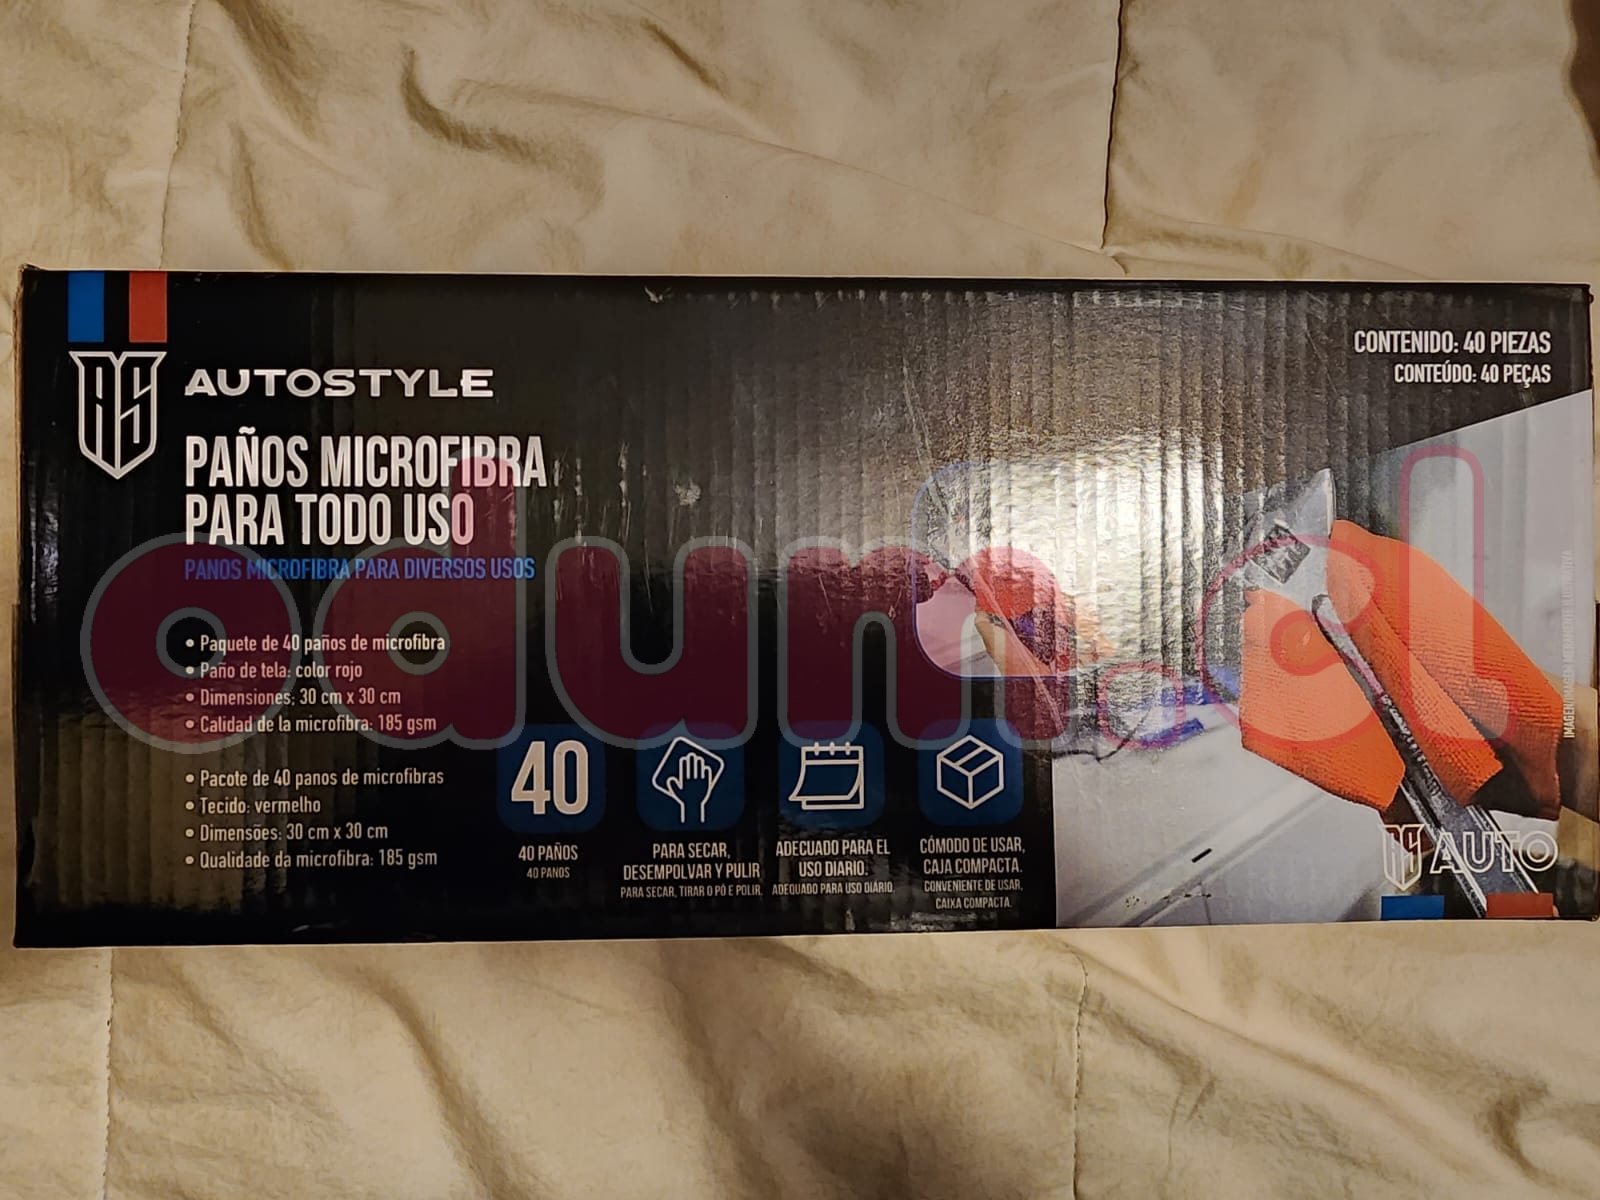 AS
AUTOSTYLE
PAÑOS MICROFIBRA
PARA TODO USO
PANOS MICROFIBRA PARA DIVERSOS USOS
• Paquete de 40 paños de microfibra
• Paño de tela: color rojo
• Dimensiones: 30 cm x 30 cm
• Calidad de la microfibra: 185 gsm
• Pacote de 40 panos de microfibras
• Tecido: vermelho
• Dimensões: 30 cm x 30 cm
• Qualidade da microfibra: 185 gsm
40
40 PAÑOS
40 PANOS
PARA SECAR,
DESEMPOLVAR Y PULIR
PARA SECAR, TIRAR O PÓ E POLIR.
ADECUADO PARA EL
USO DIARIO.
ADEQUADO PARA USO DIÁRIO.
CÓMODO DE USAR,
CAJA COMPACTA.
CONVENIENTE DE USAR,
CAIXA COMPACTA.
CONTENIDO: 40 PIEZAS
CONTEÚDO: 40 PEÇAS
AS AUTO
odum.cl